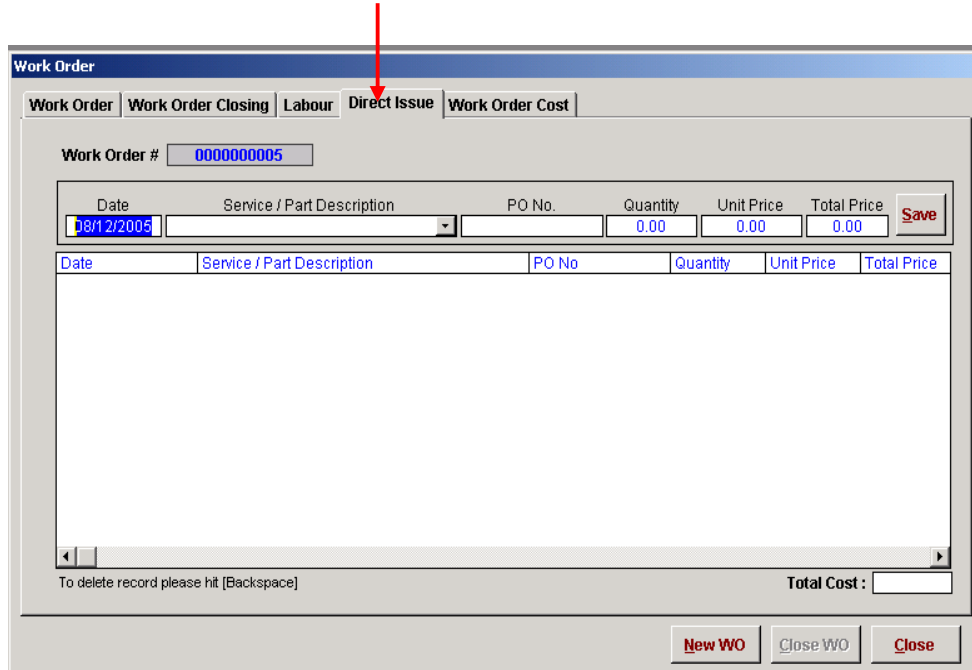 Work Order
Work Order Work Order Closing Labour Direct Issue Work Order Cost
Work Order # 0000000005
Date Service / Part Description PO No. Quantity Unit Price Total Price
08/12/2005 0.00 0.00 0.00 Save
Date Service / Part Description PO No Quantity Unit Price Total Price
To delete record please hit [Backspace] Total Cost :
New WO Close WO Close